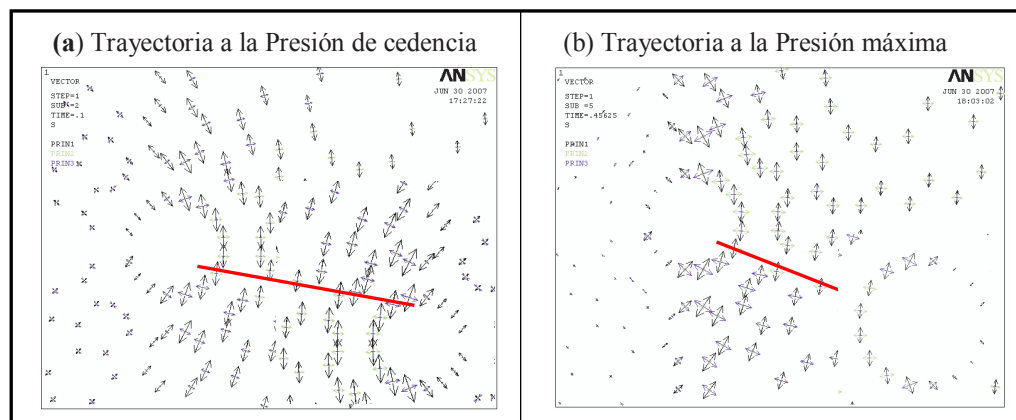 (a) Trayectoria a la Presión de cedencia
1
VECTOR
STEP=1
SUB =2
TIME=.1
S
PRIN1
PRIN2
PRIN3
ANSYS
JUN 30 2007
17:27:22
(b) Trayectoria a la Presión máxima
1
VECTOR
STEP=1
SUB =5
TIME=.45625
S
PRIN1
PRIN2
PRIN3
ANSYS
JUN 30 2007
18:03:02